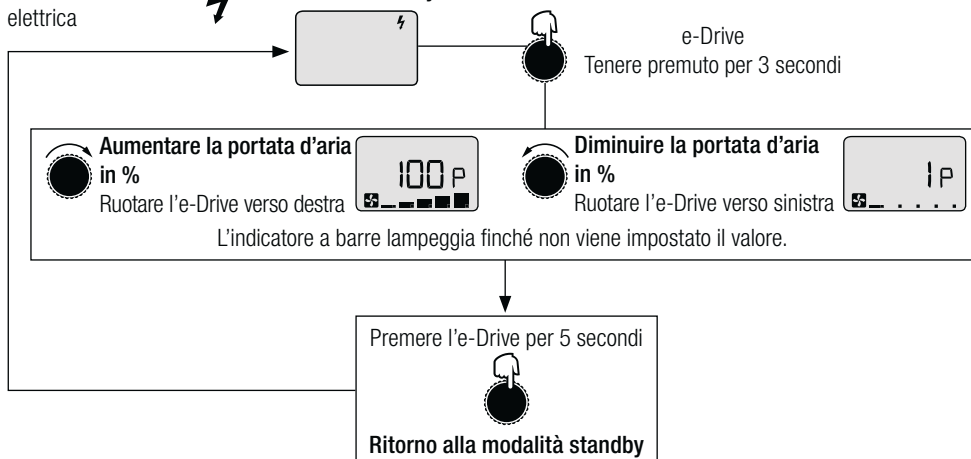 elettrica
e-Drive
Tenere premuto per 3 secondi
Aumentare la portata d'aria
in %
Ruotare l'e-Drive verso destra
100 P
Diminuire la portata d'aria
in %
Ruotare l'e-Drive verso sinistra
1 P
L'indicatore a barre lampeggia finché non viene impostato il valore.
Premere l'e-Drive per 5 secondi
Ritorno alla modalità standby